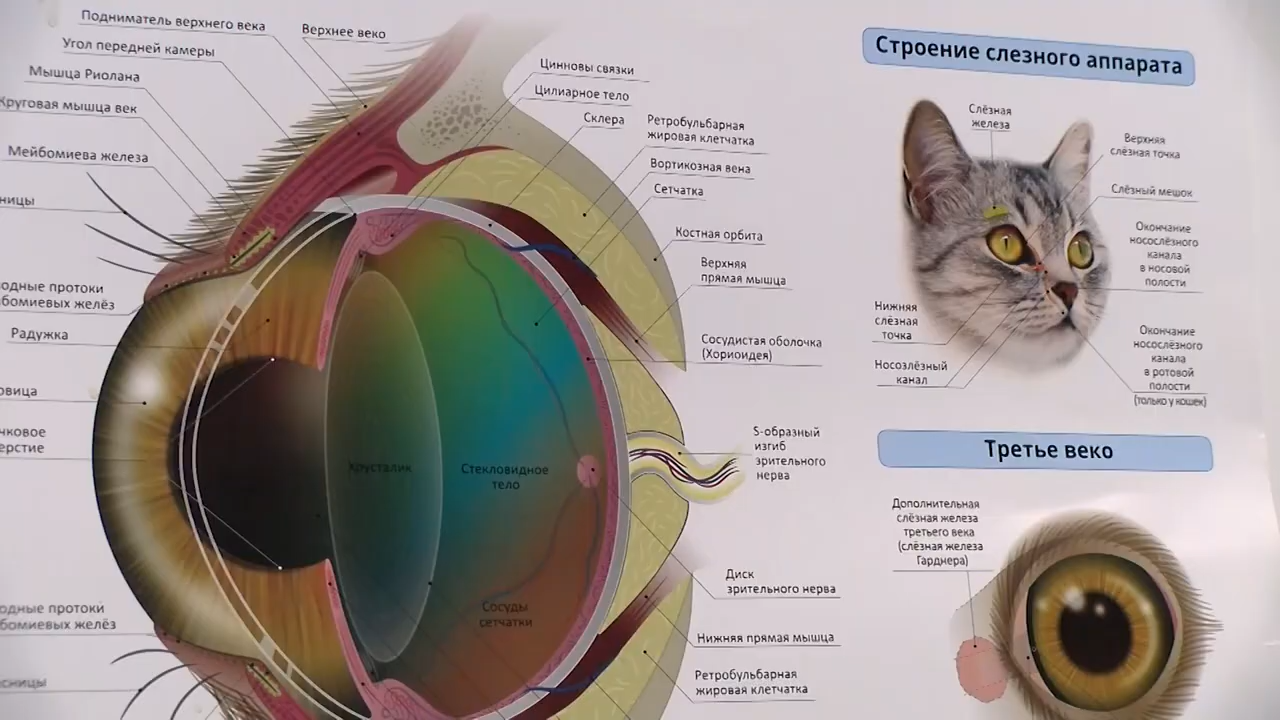 Подниматель верхнего века
Верхнее веко
Угол передней камеры
Мышца Риолана
Круговая мышца век
Мейбомиева железа
ницы
одные протоки
бомиевых желёз
Радужка
овица
чковое
ерстие
одные протоки
бомиевых желёз
сницы
Цинновы связки
Цилиарное тело
Склера
Ретробульбарная
жировая клетчатка
Вортикозная вена
Сетчатка
Костная орбита
Верхняя
прямая мышца
Сосудистая оболочка
(Хориоидея)
S-образный
изгиб
зрительного
нерва
Хрусталик
Стекловидное
тело
Сосуды
сетчатки
Диск
зрительного нерва
Нижняя прямая мышца
Ретробульбарная
жировая клетчатка
Строение слезного аппарата
Слёзная
железа
Верхняя
слёзная точка
Слёзный мешок
Окончание
носослёзного
канала
в носовой
полости
Нижняя
слёзная
точка
Носозлёзный
канал
Окончание
носослёзного
канала
в ротовой
полости
(только у кошек)
Третье веко
Дополнительная
слёзная железа
третьего века
(слёзная железа
Гарднера)